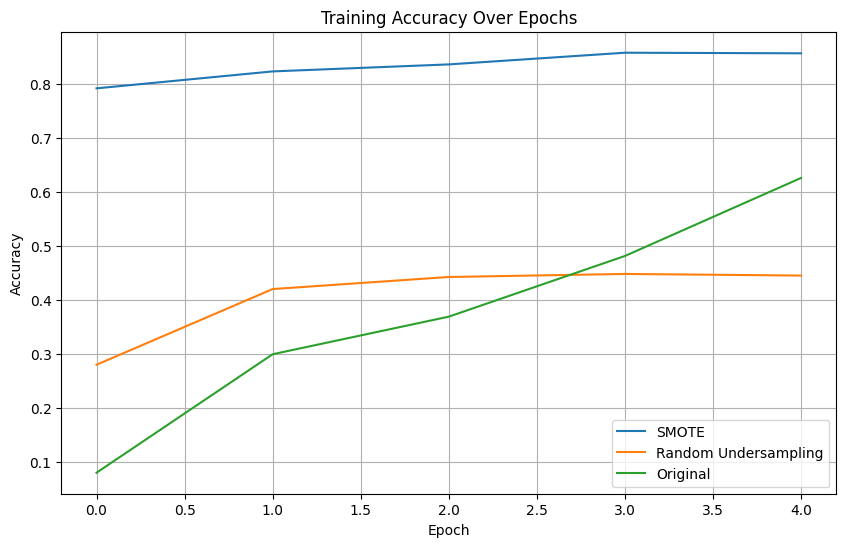 Training Accuracy Over Epochs
Accuracy
0.8
0.7
0.6
0.5
0.4
0.3
0.2
0.1
SMOTE
Random Undersampling
Original
0.0 0.5 1.0 1.5 2.0 2.5 3.0 3.5 4.0
Epoch